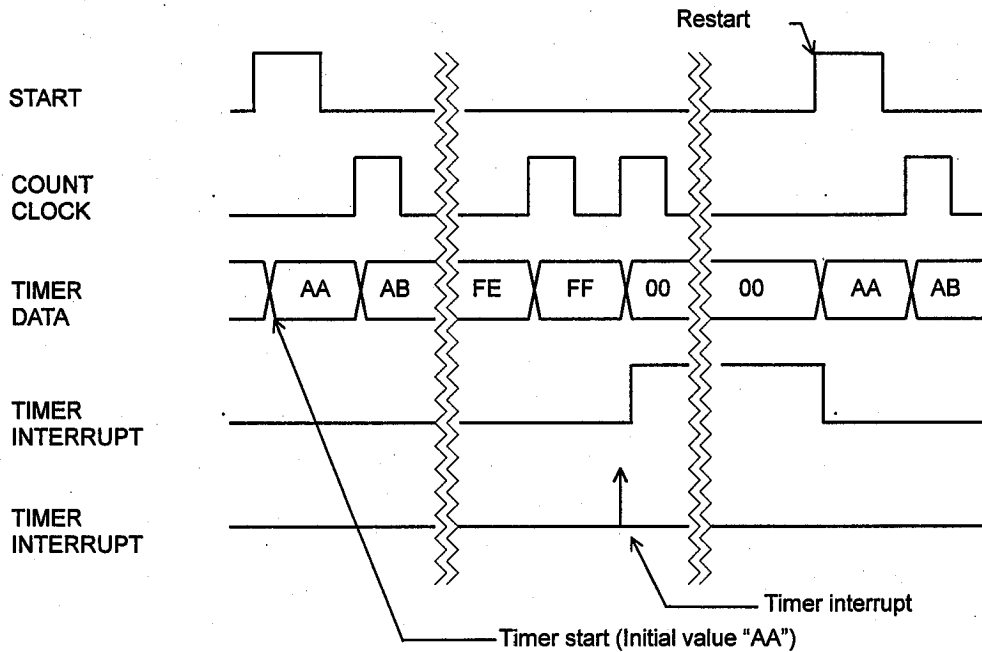 Restart
START
COUNT
CLOCK
TIMER
DATA
AA AB FE FF 00 00 AA AB
TIMER
INTERRUPT
TIMER
INTERRUPT
Timer interrupt
Timer start (Initial value “AA”)